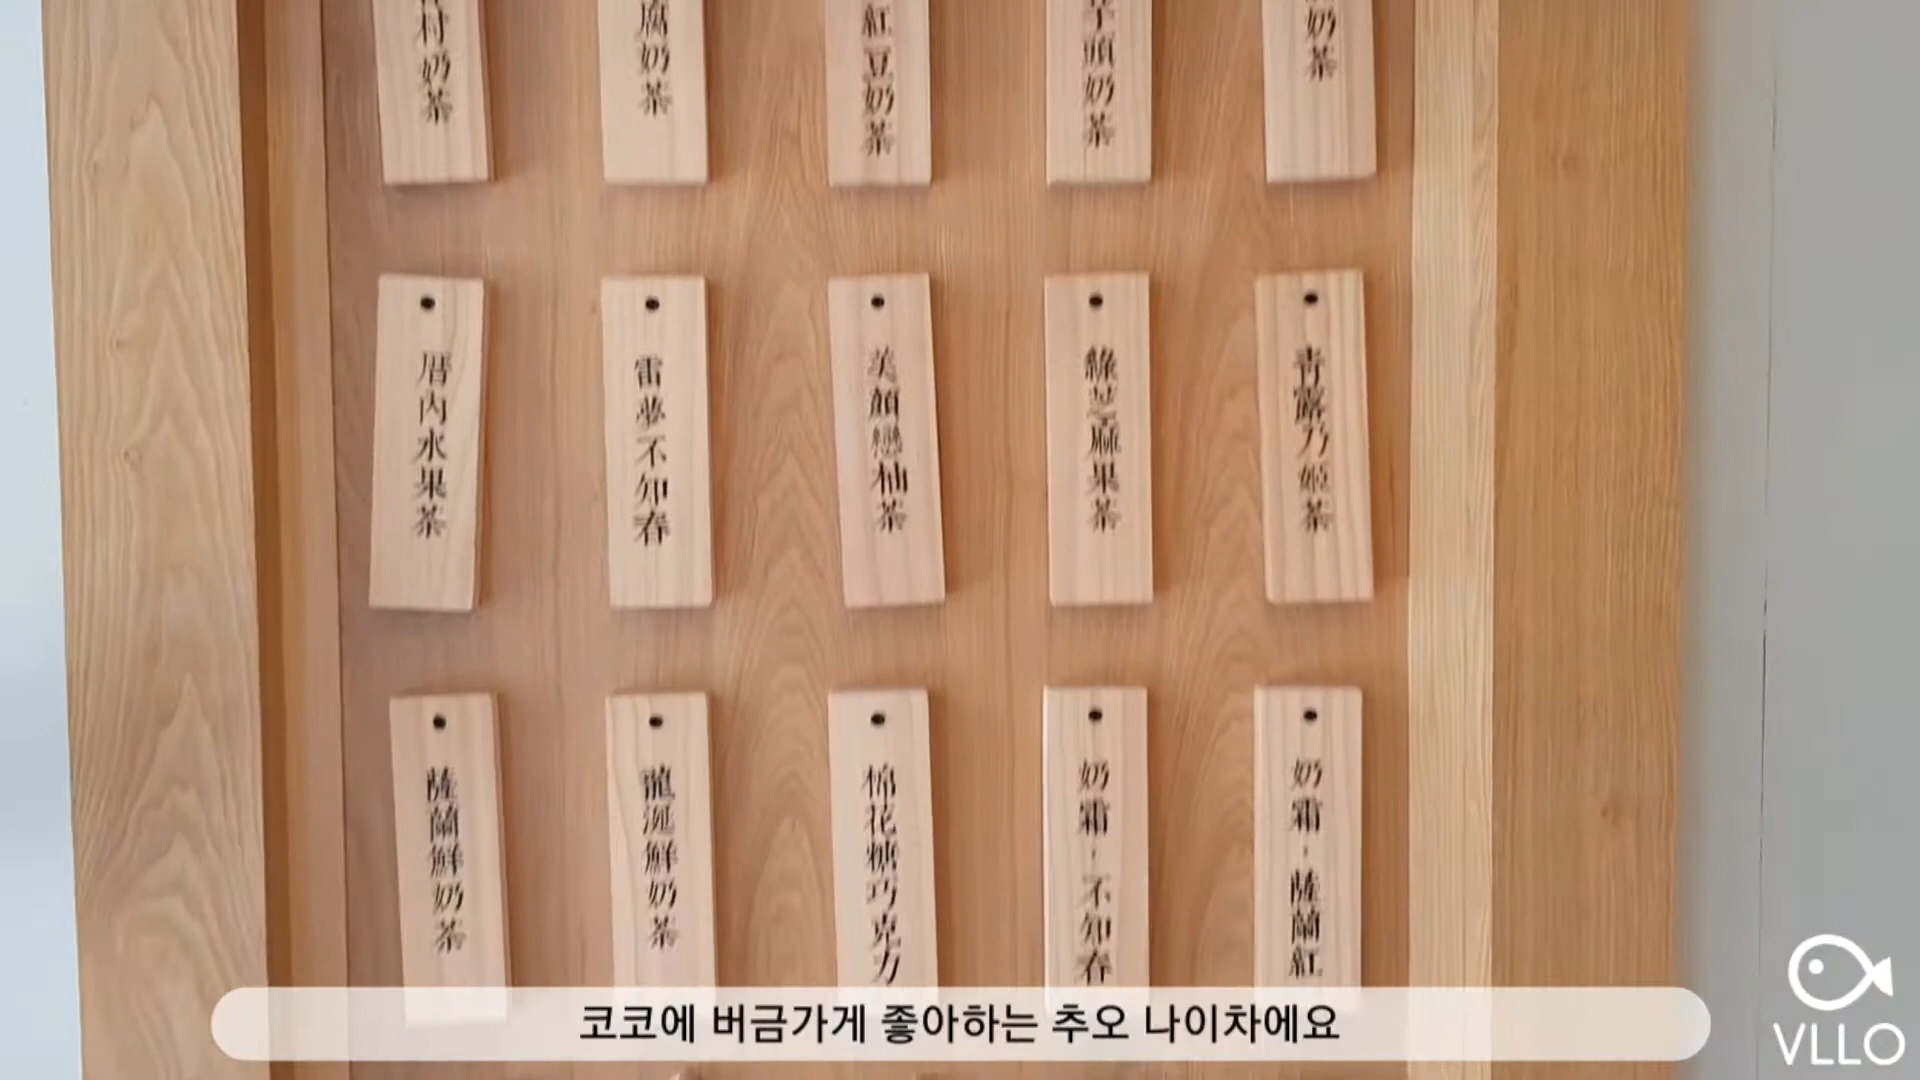 村奶茶
腐奶茶
紅豆奶茶
芋頭奶茶
奶茶
厝內水果茶
雷夢不知春
美顏戀柚茶
綠芝麻果茶
青露乃姬茶
薩蘭鮮奶茶
龍涎鮮奶茶
棉花糖巧克力
奶霜·不知春
奶霜·薩蘭紅
코코에 버금가게 좋아하는 추오 나이차에요
VLLO